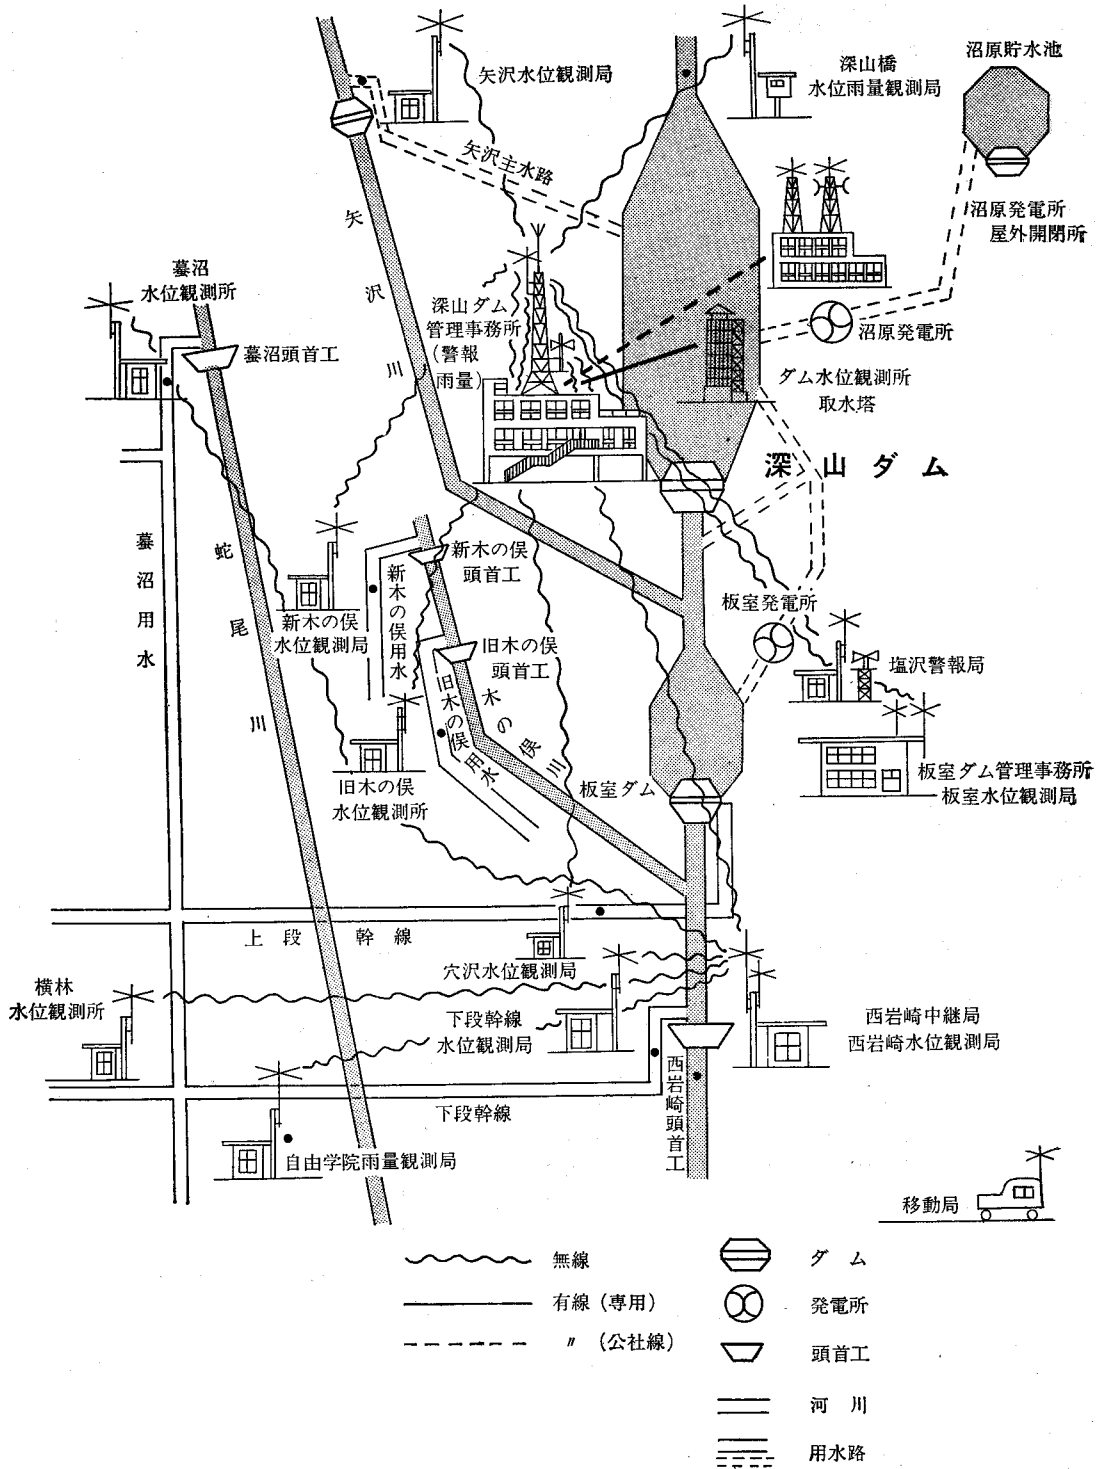 沼原貯水池
深山橋
水位雨量観測局
矢沢水位観測局
矢沢主水路
沼原発電所
屋外開閉所
矢沢川
蟇沼
水位観測所
深山ダム
管理事務所
(警報
雨量)
沼原発電所
蟇沼頭首工
ダム水位観測所
取水塔
深山ダム
蟇沼用水
蛇尾川
新木の俣
頭首工
新木の俣用水
板室発電所
新木の俣
水位観測局
旧木の俣
頭首工
塩沢警報局
旧木の俣用水
木の俣川
板室ダム
板室ダム管理事務所
板室水位観測局
旧木の俣
水位観測所
上段幹線
穴沢水位観測局
横林
水位観測所
下段幹線
水位観測局
西岩崎中継局
西岩崎水位観測局
西岩崎頭首工
下段幹線
自由学院雨量観測局
移動局
無線
ダム
有線(専用)
発電所
〃(公社線)
頭首工
河川
用水路